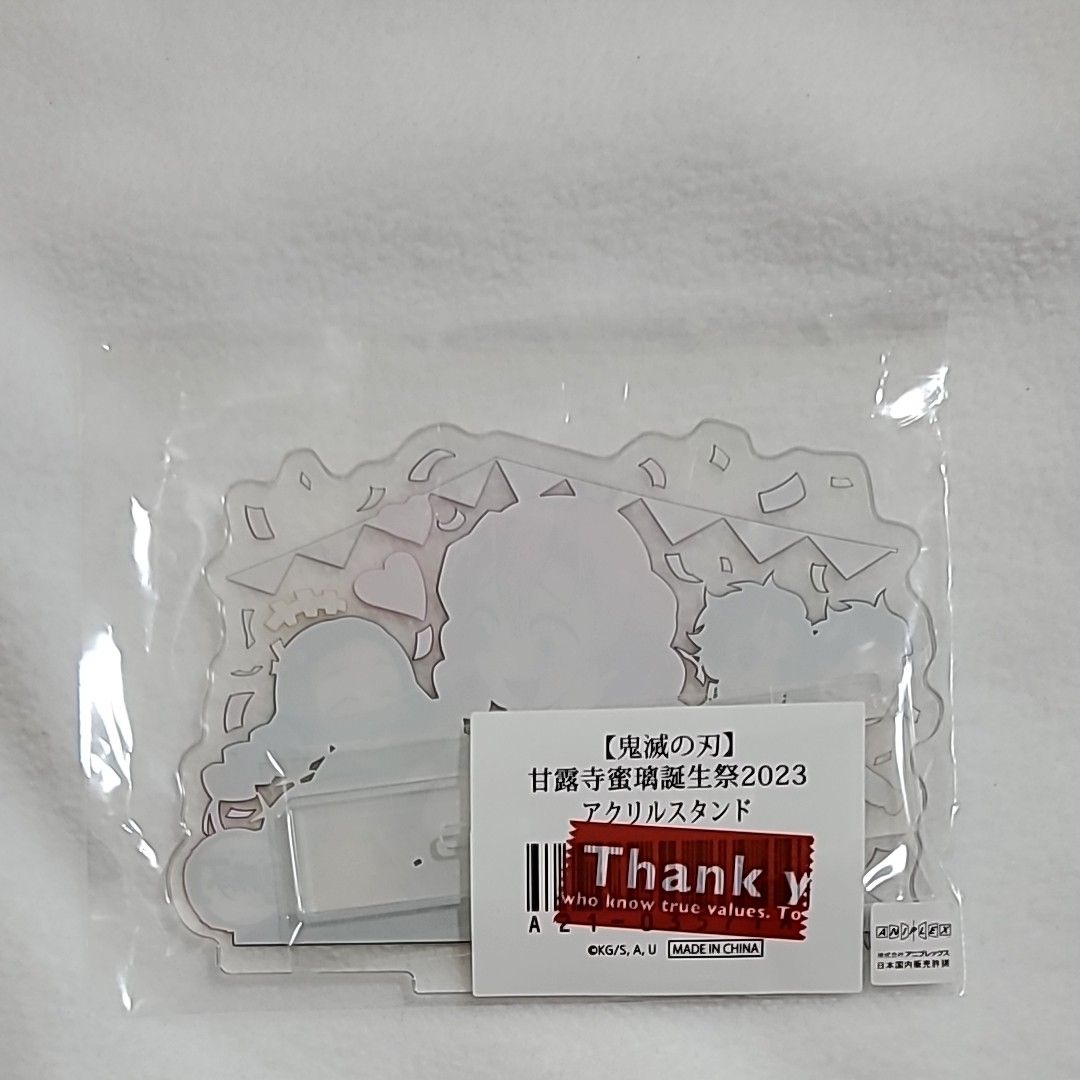 【鬼滅の刃】
甘露寺蜜璃誕生祭2023
アクリルスタンド
Thank y
who know true values. To
©KG/S, A, U MADE IN CHINA
ANIPLEX
株式会社アニプレックス
日本国内販売許諾